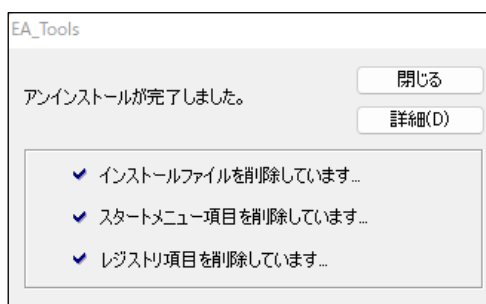 EA_Tools
アンインストールが完了しました。
閉じる
詳細(D)
インストールファイルを削除しています...
スタートメニュー項目を削除しています...
レジストリ項目を削除しています...